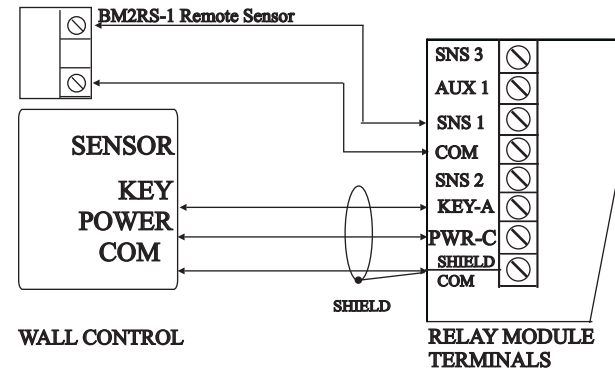 BM2RS-1 Remote Sensor
SENSOR
KEY
POWER
COM
WALL CONTROL
SHIELD
SNS 3
AUX 1
SNS 1
COM
SNS 2
KEY-A
PWR-C
SHIELD
COM
RELAY MODULE
TERMINALS